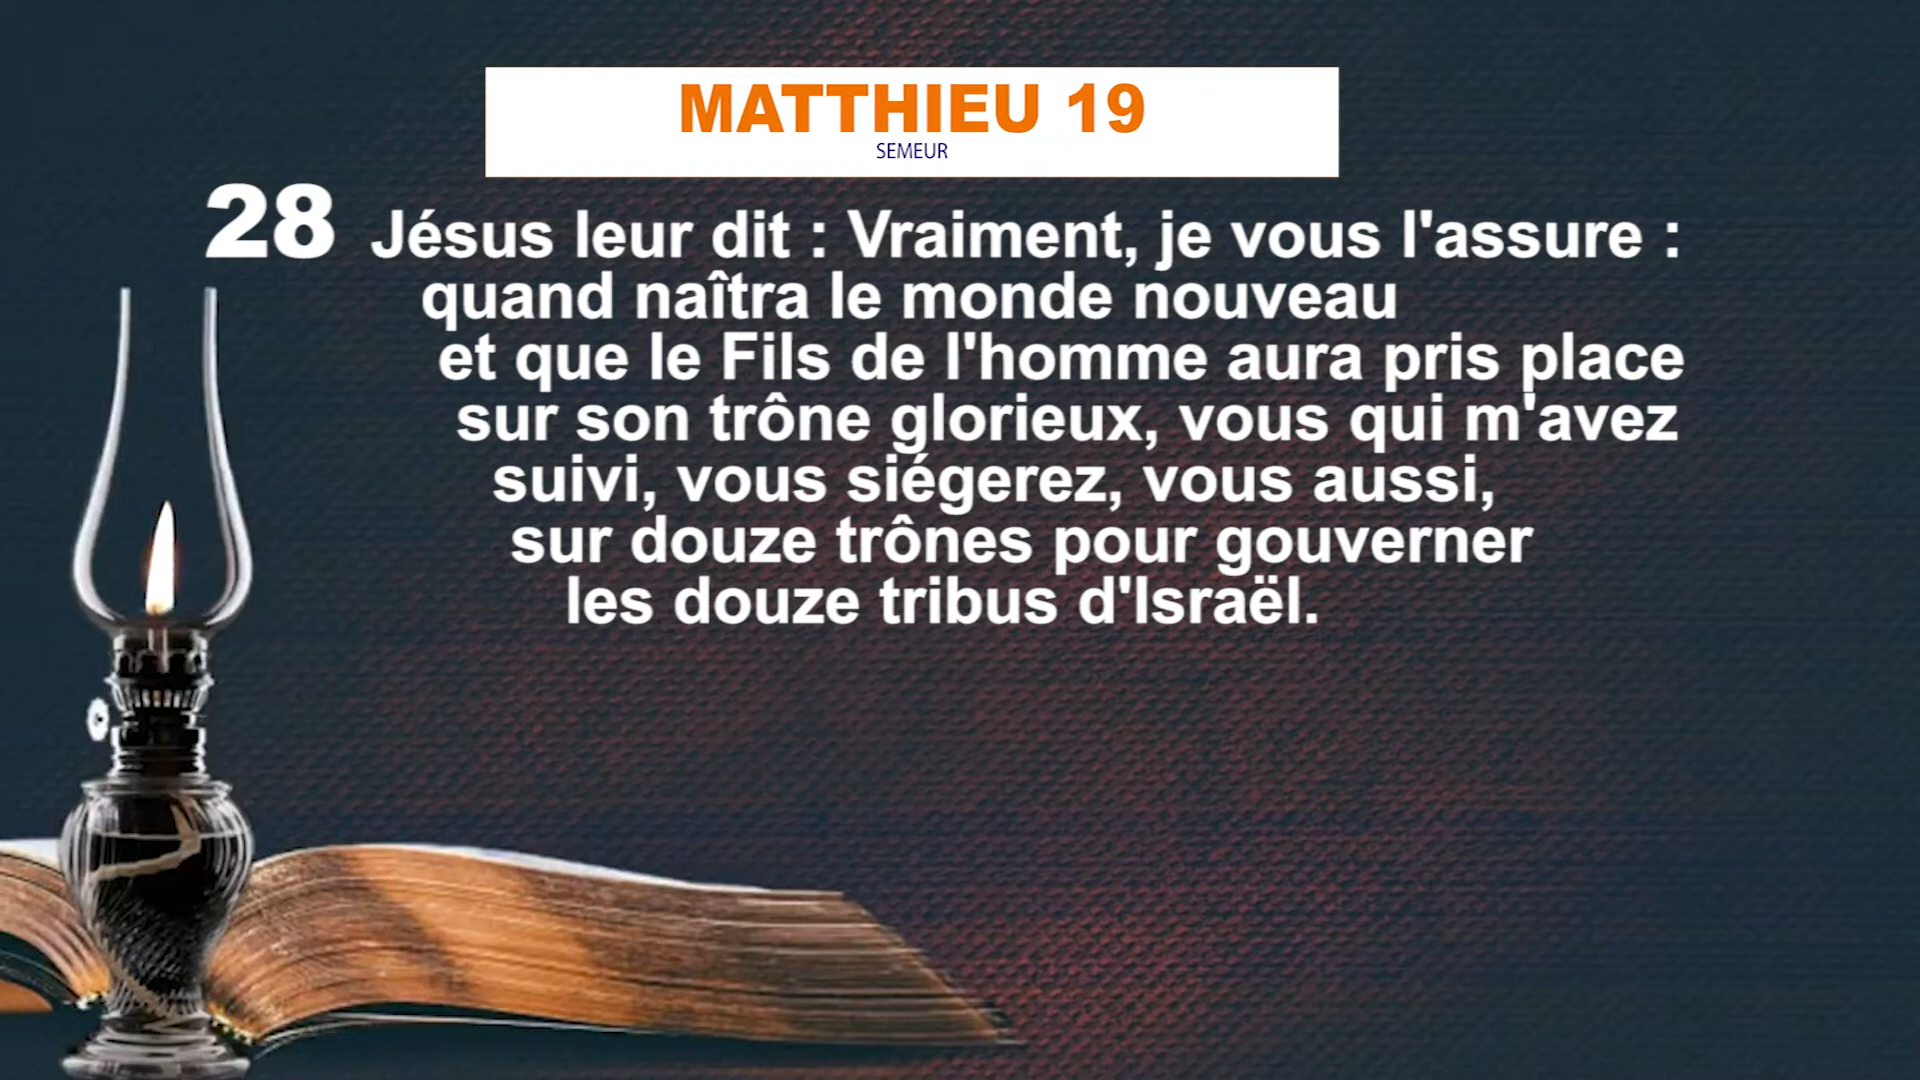 MATTHIEU 19
SEMEUR
28 Jésus leur dit : Vraiment, je vous l'assure :
quand naîtra le monde nouveau
et que le Fils de l'homme aura pris place
sur son trône glorieux, vous qui m'avez
suivi, vous siégerez, vous aussi,
sur douze trônes pour gouverner
les douze tribus d'Israël.